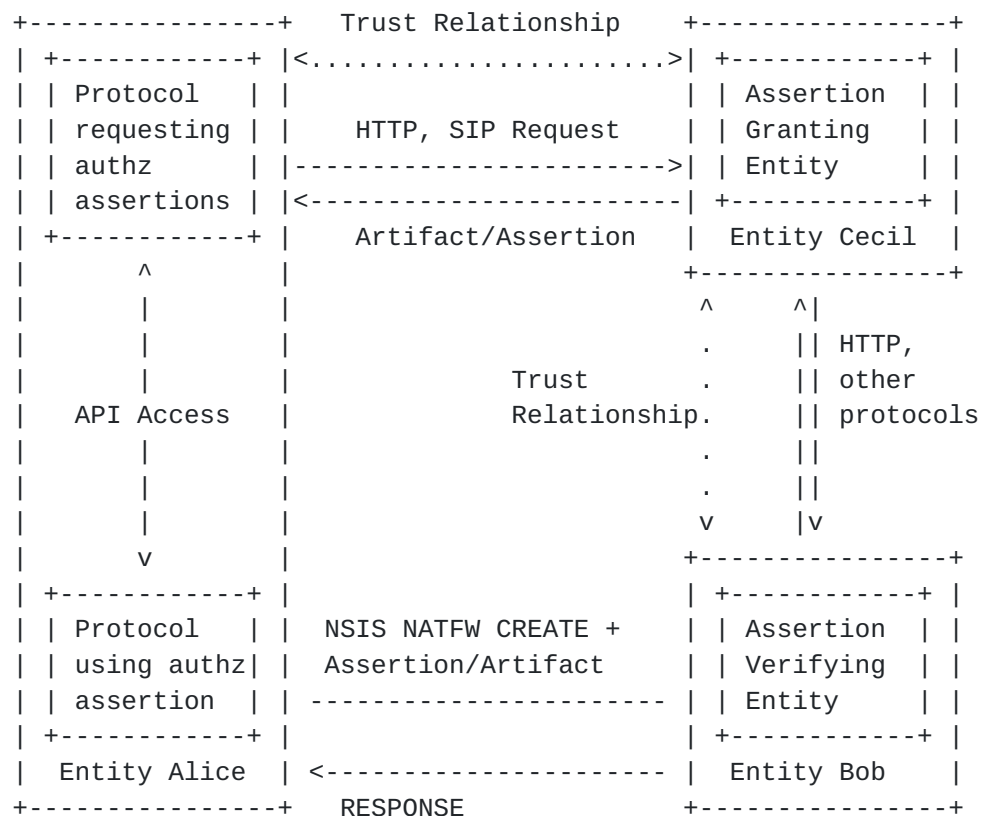 +----------------+   Trust Relationship    +----------------+
| +------------+ |<.......................>| +------------+ |
| | Protocol   | |                         | | Assertion  | |
| | requesting | |    HTTP, SIP Request    | | Granting   | |
| | authz      | |------------------------>| | Entity     | |
| | assertions | |<------------------------| +------------+ |
| +------------+ |    Artifact/Assertion   |  Entity Cecil  |
|       ^        |                         +----------------+
|       |        |                          ^     ^|
|       |        |                          .     || HTTP,
|       |        |              Trust       .     || other
|   API Access   |              Relationship.     || protocols
|       |        |                          .     ||
|       |        |                          .     ||
|       |        |                          v     |v
|       v        |                         +----------------+
| +------------+ |                         | +------------+ |
| | Protocol   | |  NSIS NATFW CREATE +    | | Assertion  | |
| | using authz| |  Assertion/Artifact     | | Verifying  | |
| | assertion  | | ----------------------- | | Entity     | |
| +------------+ |                         | +------------+ |
|  Entity Alice  | <---------------------- |  Entity Bob    |
+----------------+   RESPONSE              +----------------+